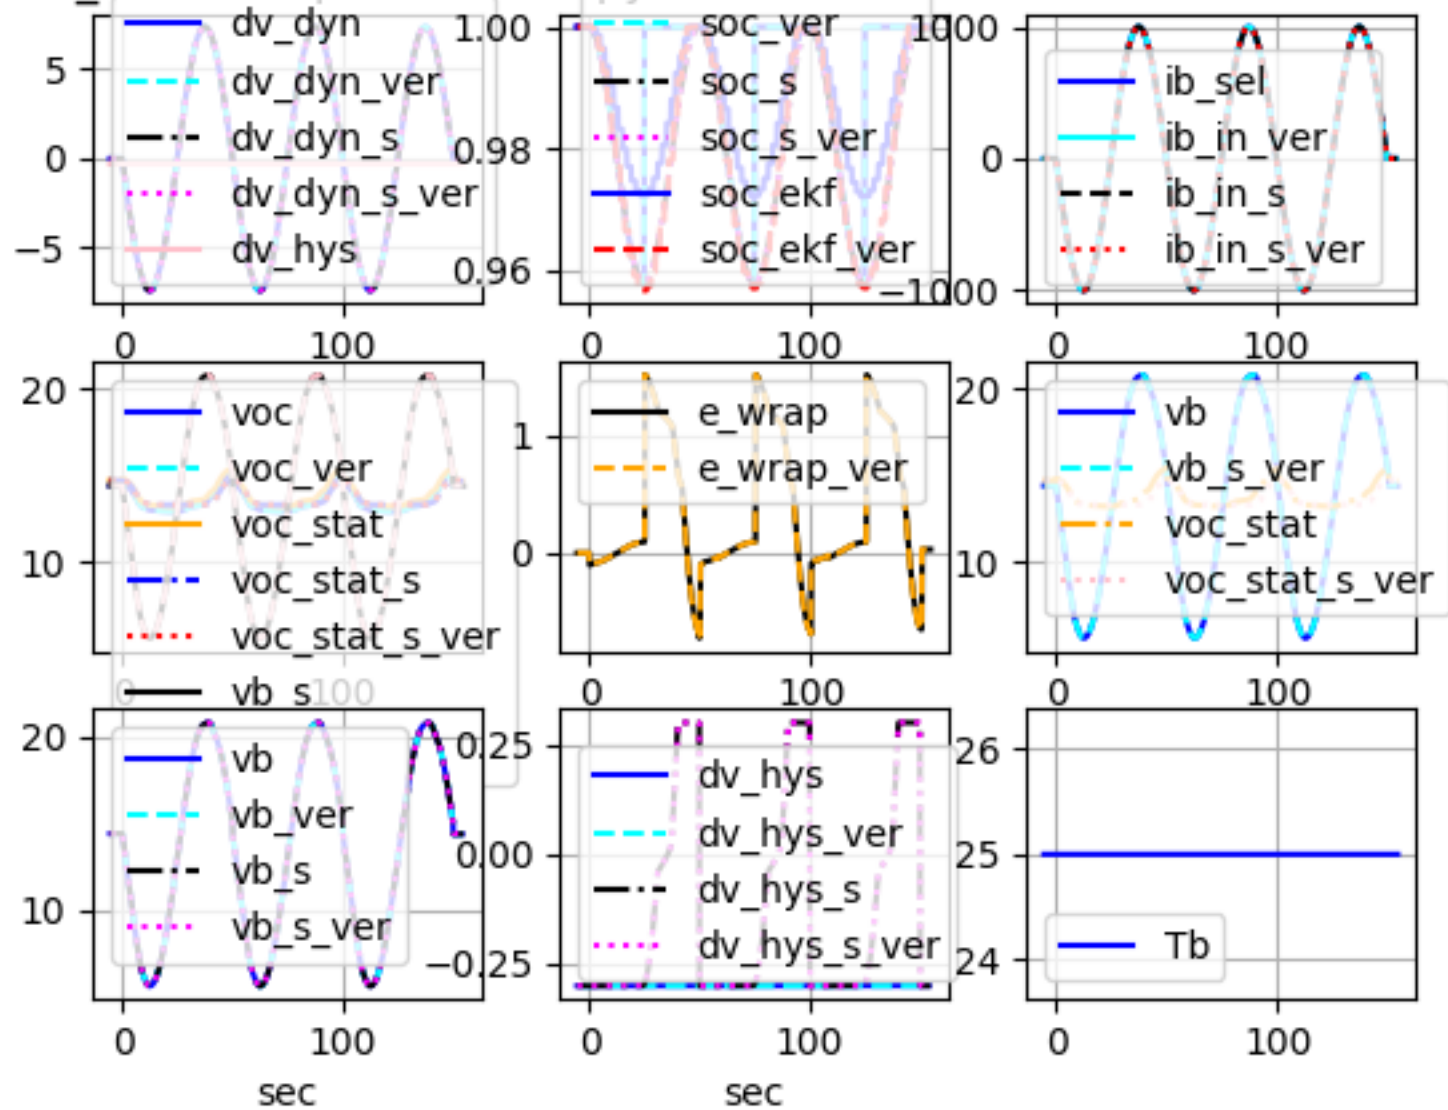 dv_dyn
dv_dyn_ver
dv_dyn_s
dv_dyn_s_ver
dv_hys
5
0
−5
0
100
soc_ver
soc_s
soc_s_ver
soc_ekf
soc_ekf_ver
1.00
0.98
0.96
0
100
ib_sel
ib_in_ver
ib_in_s
ib_in_s_ver
1000
0
−1000
0
100
voc
voc_ver
voc_stat
voc_stat_s
voc_stat_s_ver
vb_s
20
10
0
100
e_wrap
e_wrap_ver
1
0
0
100
vb
vb_s_ver
voc_stat
voc_stat_s_ver
20
10
0
100
vb
vb_ver
vb_s
vb_s_ver
20
10
0
100
sec
dv_hys
dv_hys_ver
dv_hys_s
dv_hys_s_ver
0.25
0.00
−0.25
0
100
sec
Tb
26
25
24
0
100